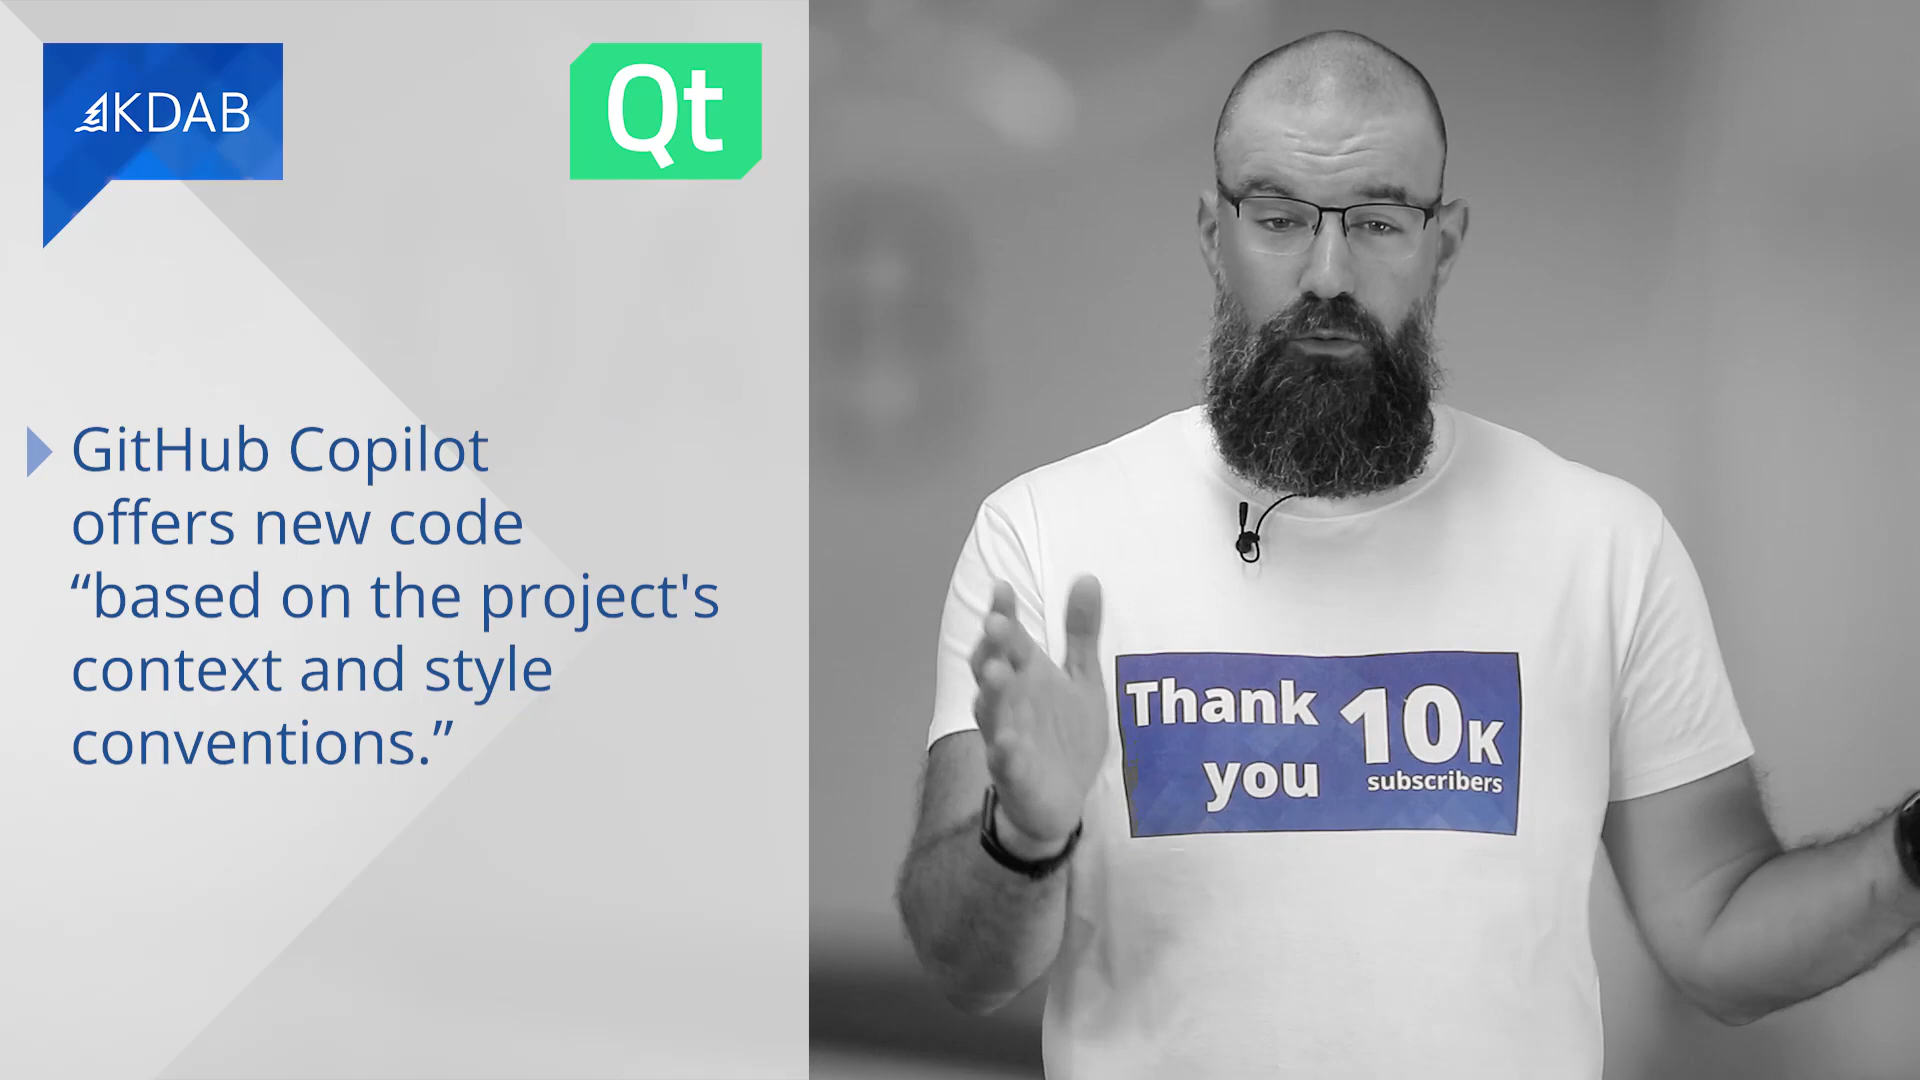 KDAB
Qt
GitHub Copilot
offers new code
“based on the project's
context and style
conventions.”
Thank
you
10K
subscribers